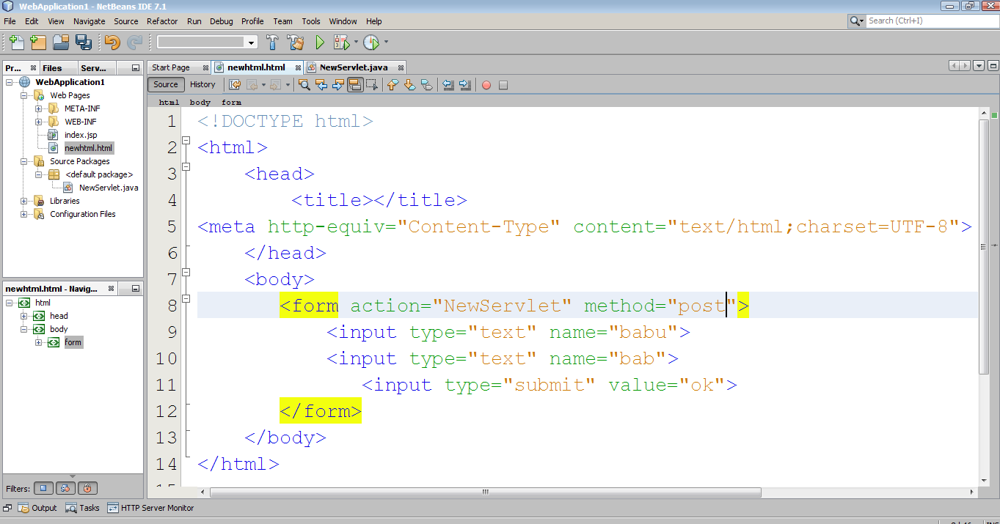 WebApplication1 - NetBeans IDE 7.1
File Edit View Navigate Source Refactor Run Debug Profile Team Tools Window Help
Search (Ctrl+I)
Pr... Files Serv...
WebApplication1
Web Pages
META-INF
WEB-INF
index.jsp
newhtml.html
Source Packages
<default package>
NewServlet.java
Libraries
Configuration Files
newhtml.html - Navig...
html
head
body
form
Filters:
Start Page newhtml.html NewServlet.java
Source History
html body form
1 <!DOCTYPE html>
2 <html>
3 <head>
4 <title></title>
5 <meta http-equiv="Content-Type" content="text/html;charset=UTF-8">
6 </head>
7 <body>
8 <form action="NewServlet" method="post">
9 <input type="text" name="babu">
10 <input type="text" name="bab">
11 <input type="submit" value="ok">
12 </form>
13 </body>
14 </html>
Output Tasks HTTP Server Monitor